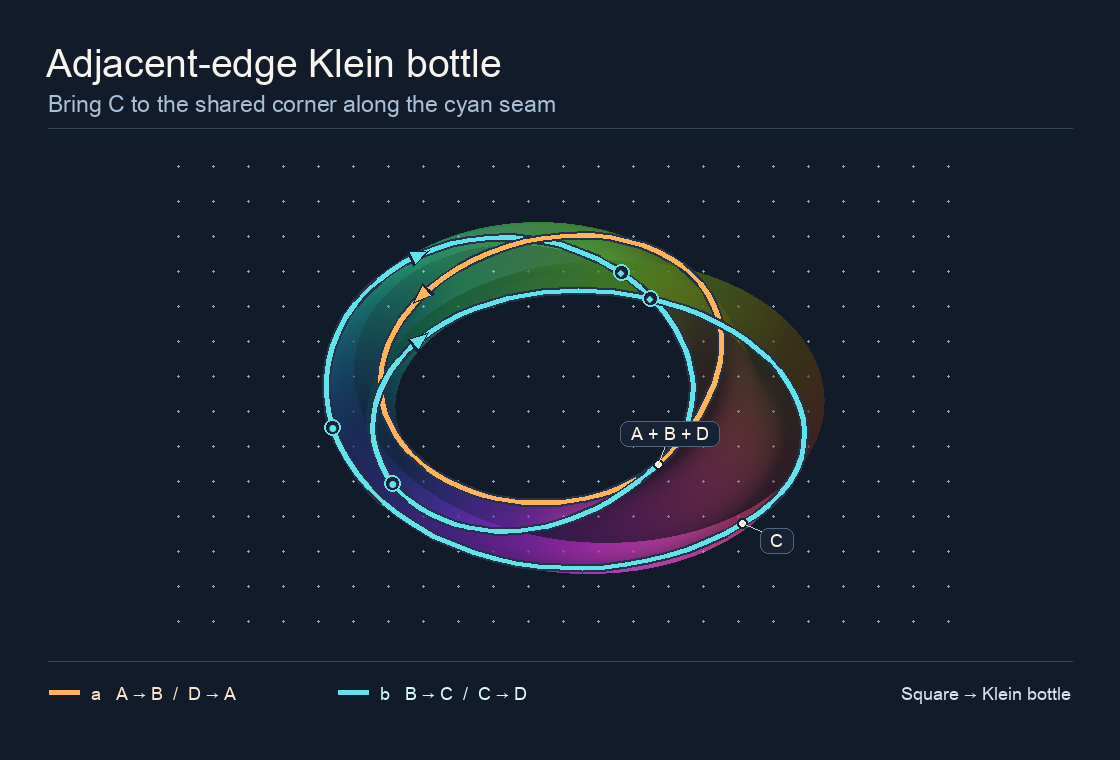 Adjacent-edge Klein bottle
Bring C to the shared corner along the cyan seam
A + B + D
C
a A→B / D→A
b B→C / C→D
Square→Klein bottle